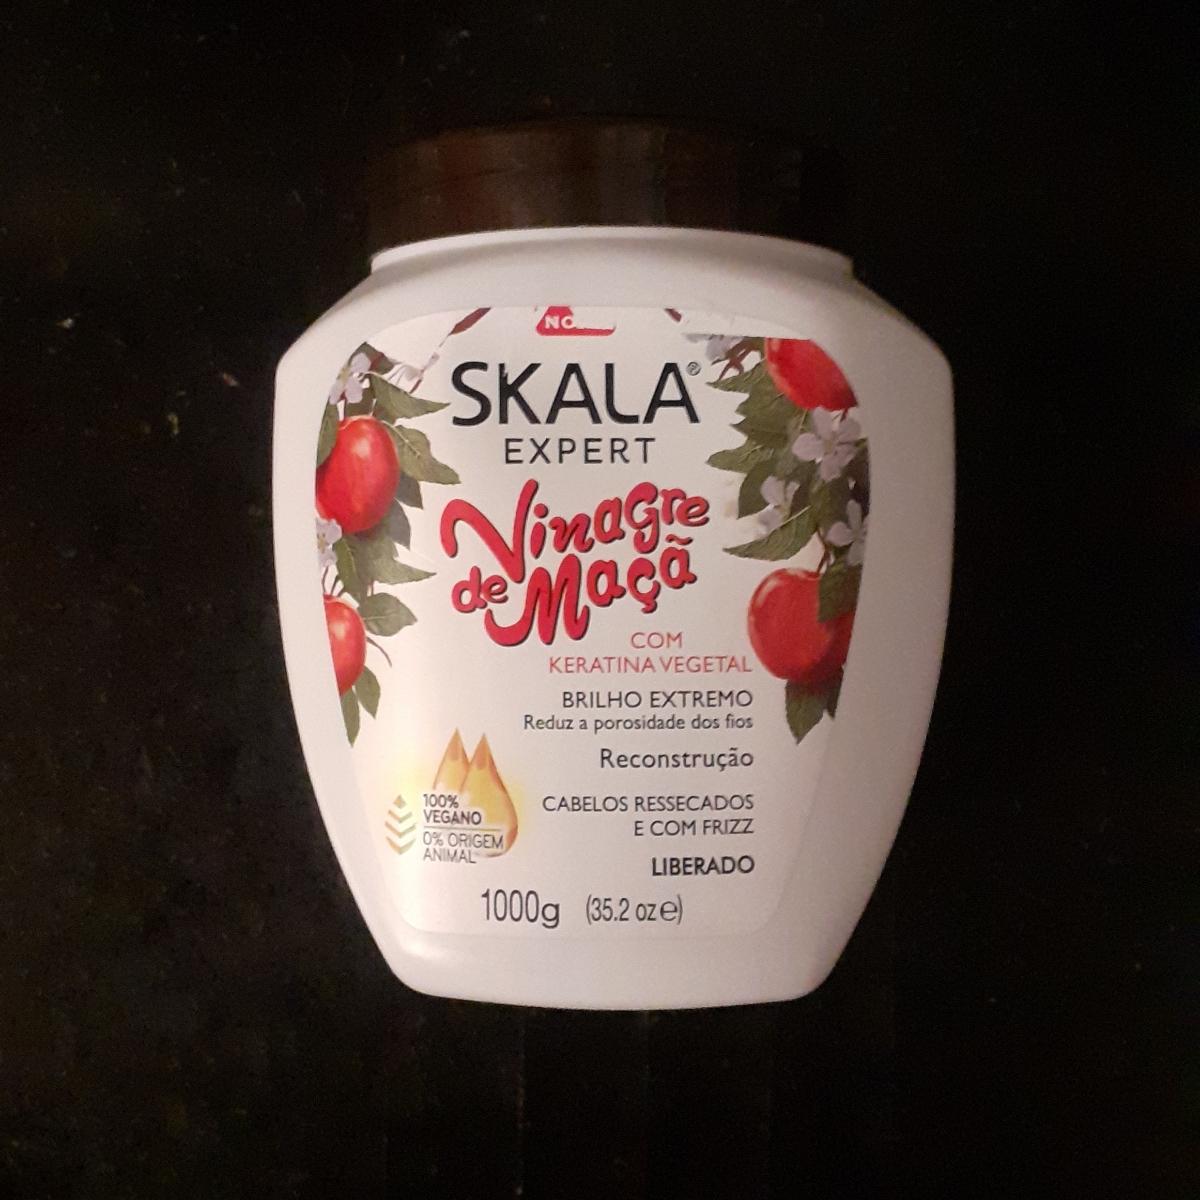 SKALA®
EXPERT
Vinagre
de Maçã
COM
KERATINA VEGETAL
BRILHO EXTREMO
Reduz a porosidade dos fios
Reconstrução
CABELOS RESSECADOS
E COM FRIZZ
LIBERADO
100%
VEGANO
0% ORIGEM
ANIMAL
1000g (35.2 oz e)